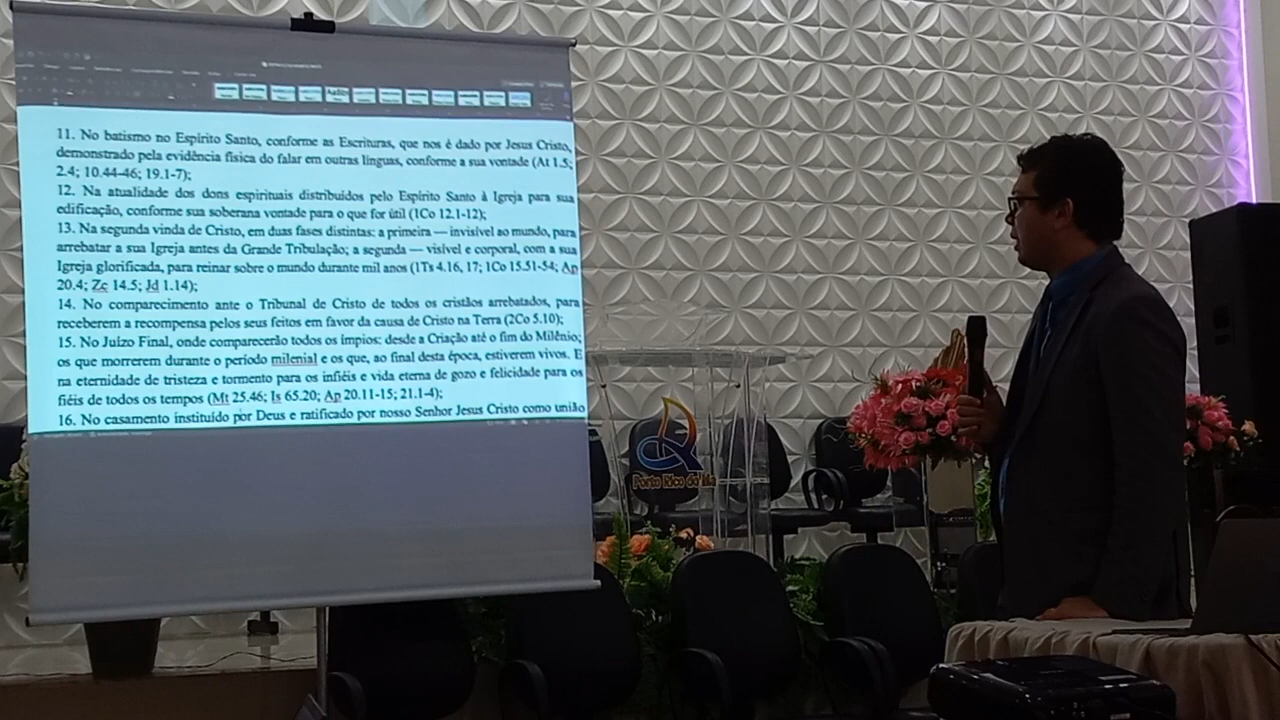 11. No batismo no Espírito Santo, conforme as Escrituras, que nos é dado por Jesus Cristo,
demonstrado pela evidência física do falar em outras línguas, conforme a sua vontade (At 1.5;
2.4; 10.44-46; 19.1-7);
12. Na atualidade dos dons espirituais distribuídos pelo Espírito Santo à Igreja para sua
edificação, conforme sua soberana vontade para o que for útil (1Co 12.1-12);
13. Na segunda vinda de Cristo, em duas fases distintas: a primeira — invisível ao mundo, para
arrebatar a sua Igreja antes da Grande Tribulação; a segunda — visível e corporal, com a sua
Igreja glorificada, para reinar sobre o mundo durante mil anos (1Ts 4.16, 17; 1Co 15.51-54; Ap
20.4; Zc 14.5; Jd 1.14);
14. No comparecimento ante o Tribunal de Cristo de todos os cristãos arrebatados, para
receberem a recompensa pelos seus feitos em favor da causa de Cristo na Terra (2Co 5.10);
15. No Juízo Final, onde comparecerão todos os ímpios: desde a Criação até o fim do Milênio;
os que morrerem durante o período milenial e os que, ao final desta época, estiverem vivos. E
na eternidade de tristeza e tormento para os infiéis e vida eterna de gozo e felicidade para os
fiéis de todos os tempos (Mt 25.46; Is 65.20; Ap 20.11-15; 21.1-4);
16. No casamento instituído por Deus e ratificado por nosso Senhor Jesus Cristo como união
Porto Rico do Ma